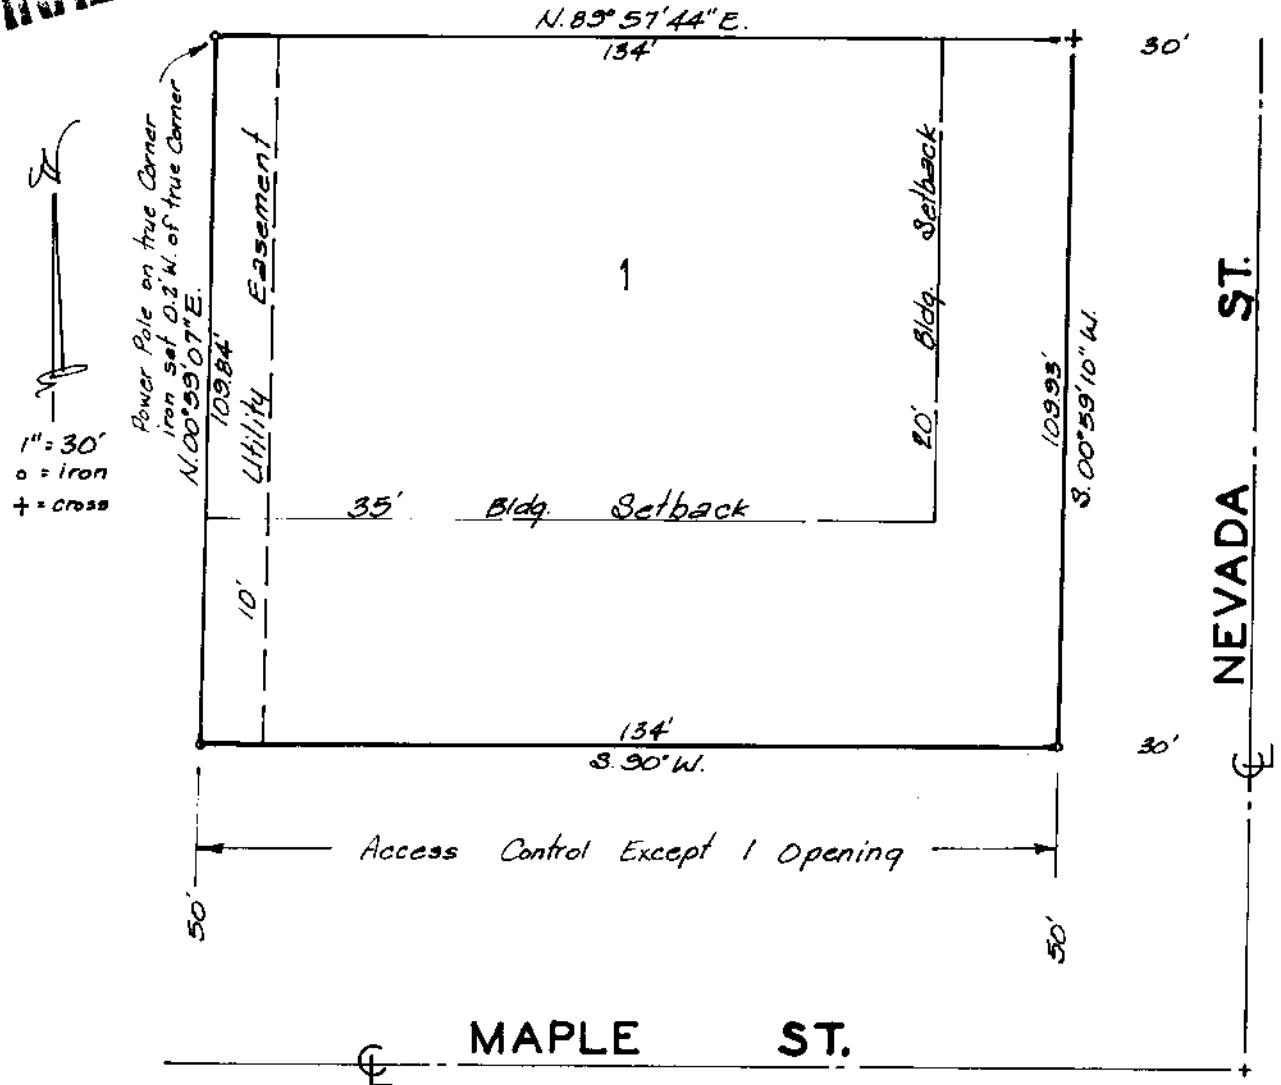 N. 89° 57' 44" E.
134'
30'
Power Pole on true Corner
iron set 0.2' W. of true Corner
N. 00° 59' 07" E.
109.84'
Utility Easement
10'
1
20' Bldg. Setback
109.93'
S. 00° 59' 10" W.
1" = 30'
o = iron
+ = cross
35' Bldg. Setback
NEVADA ST.
134'
S. 90° W.
30'
Access Control Except 1 Opening
50'
50'
MAPLE ST.